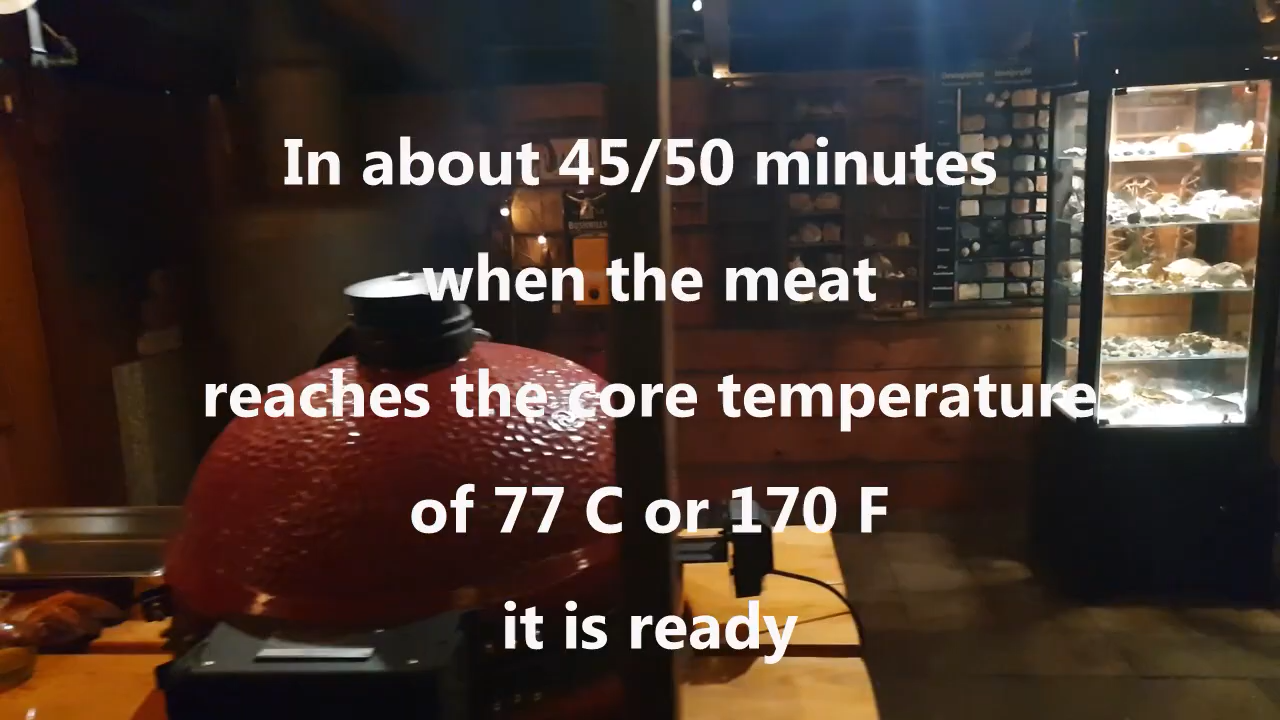 In about 45/50 minutes
when the meat
reaches the core temperature
of 77 C or 170 F
it is ready
BUSHMILLS